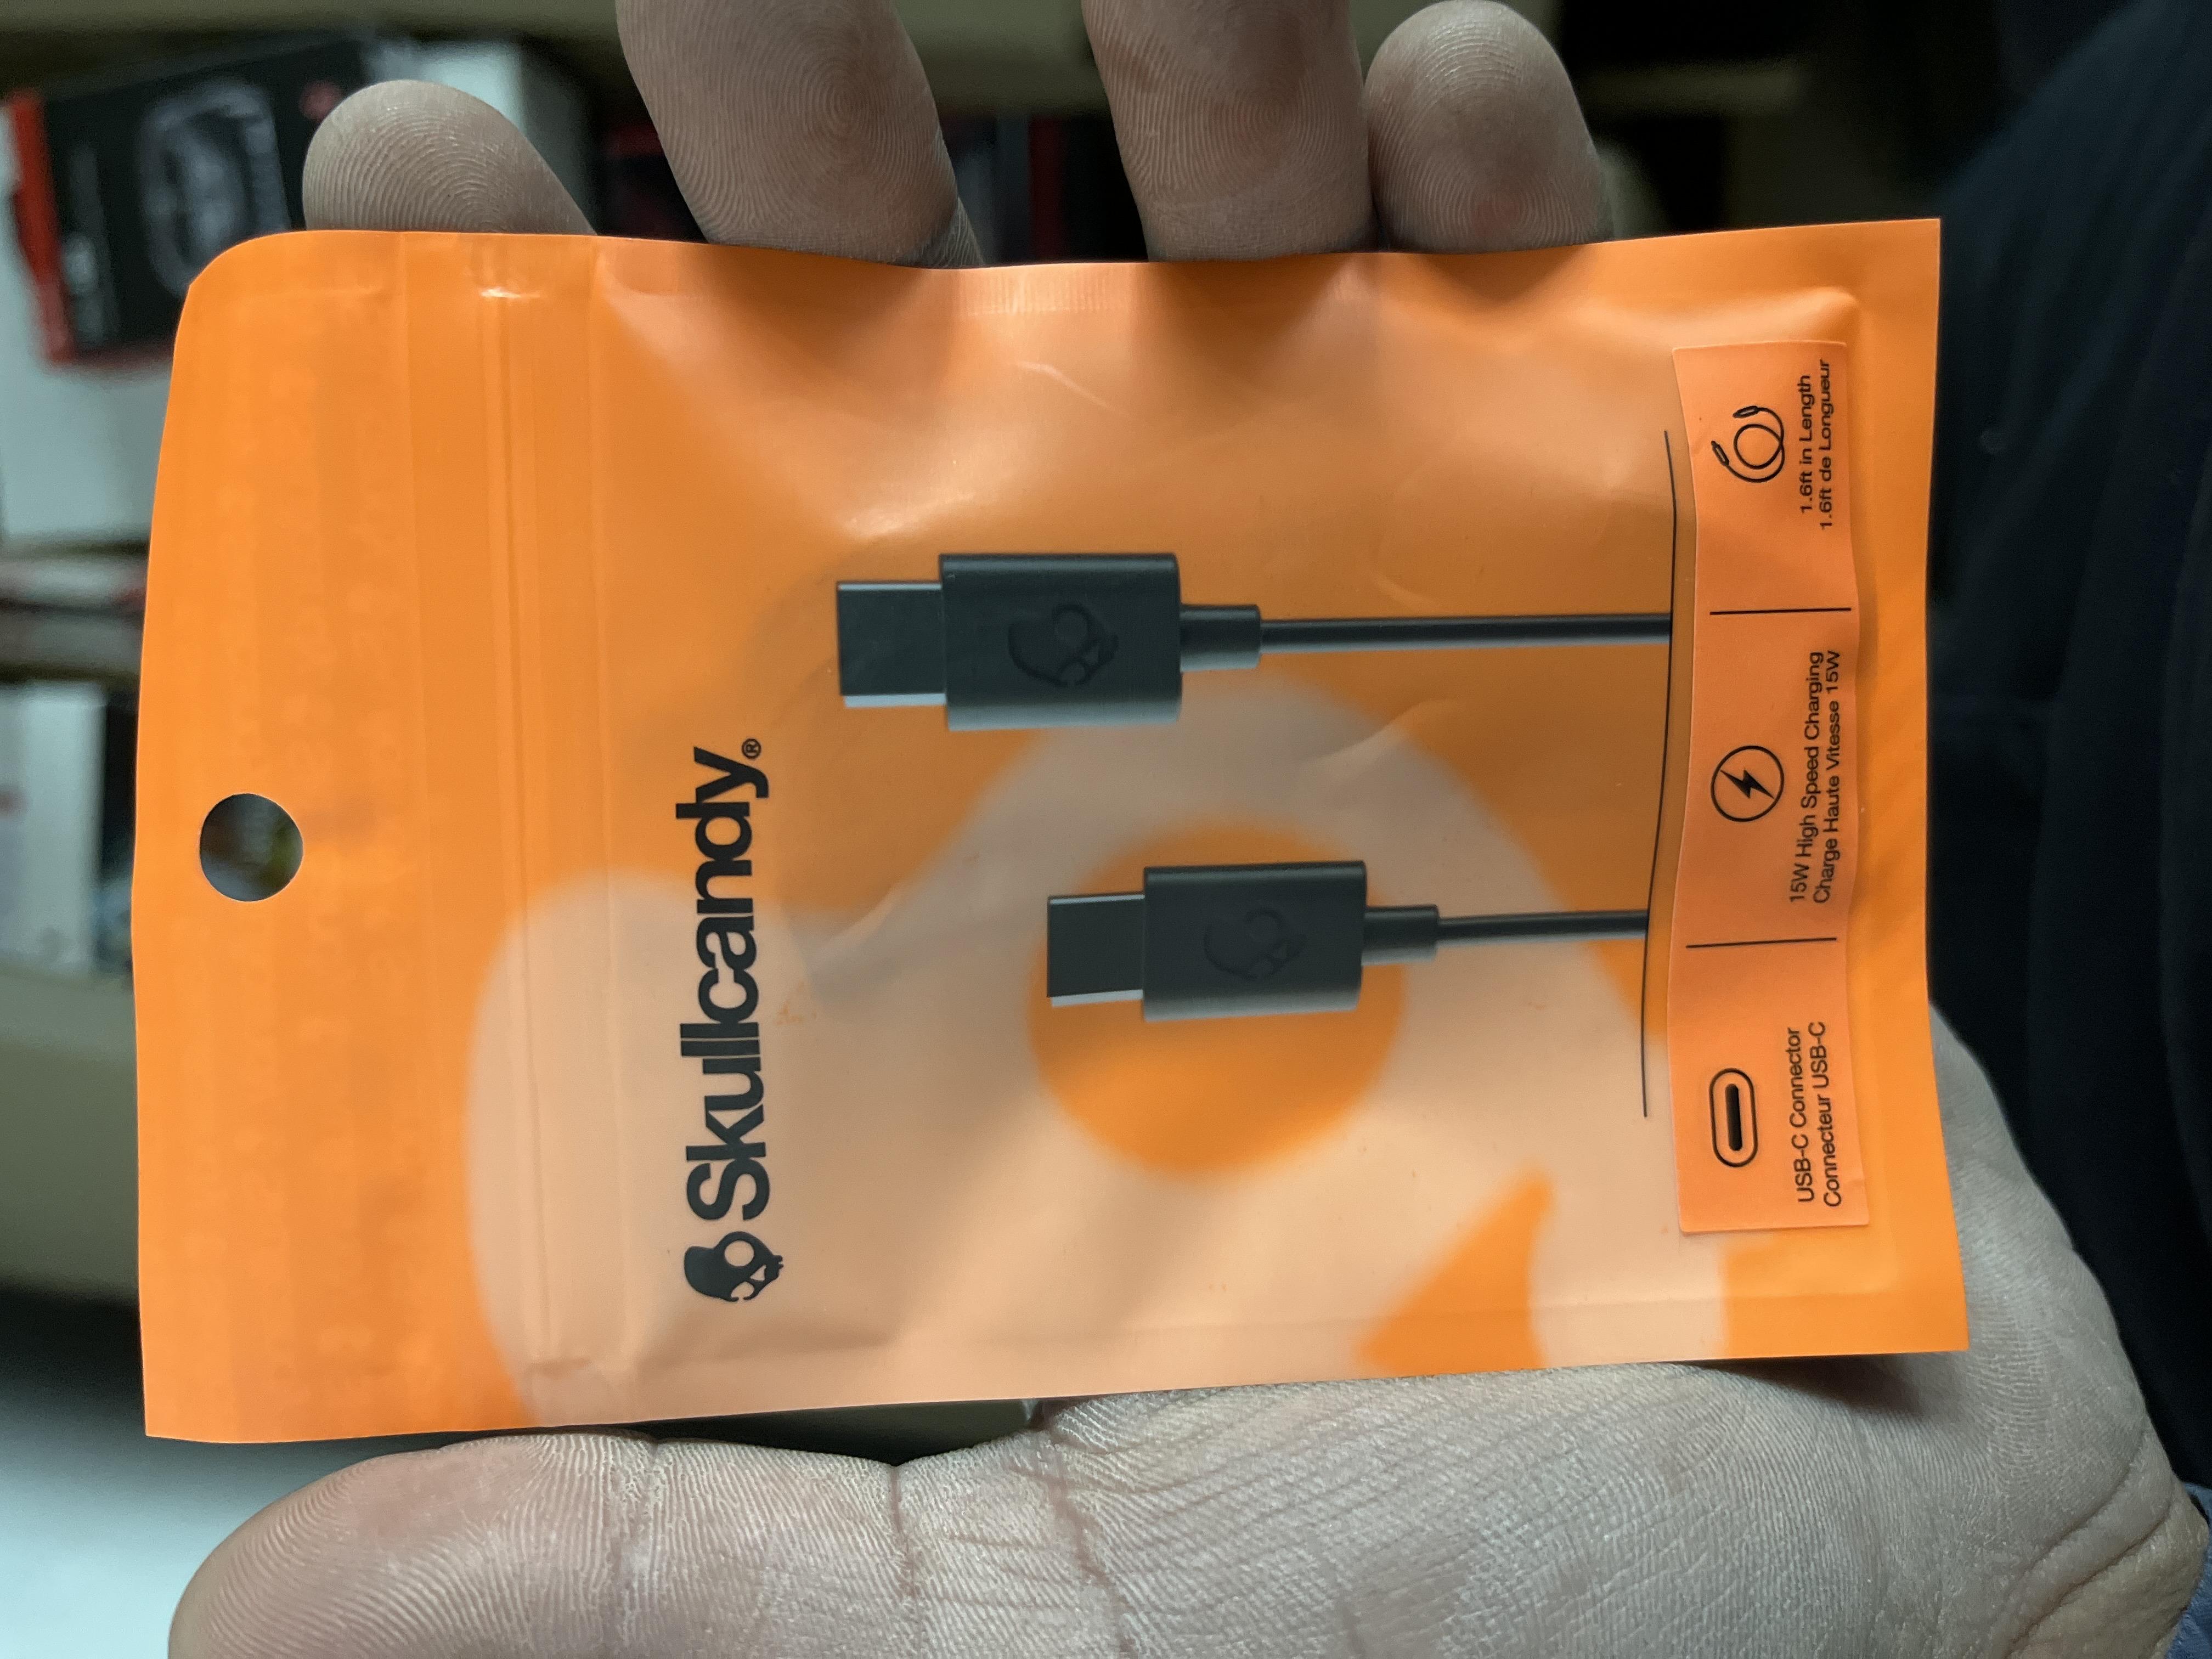 Skullcandy®
USB-C Connector
Connecteur USB-C
15W High Speed Charging
Charge Haute Vitesse 15W
1.6ft in Length
1.6ft de Longueur